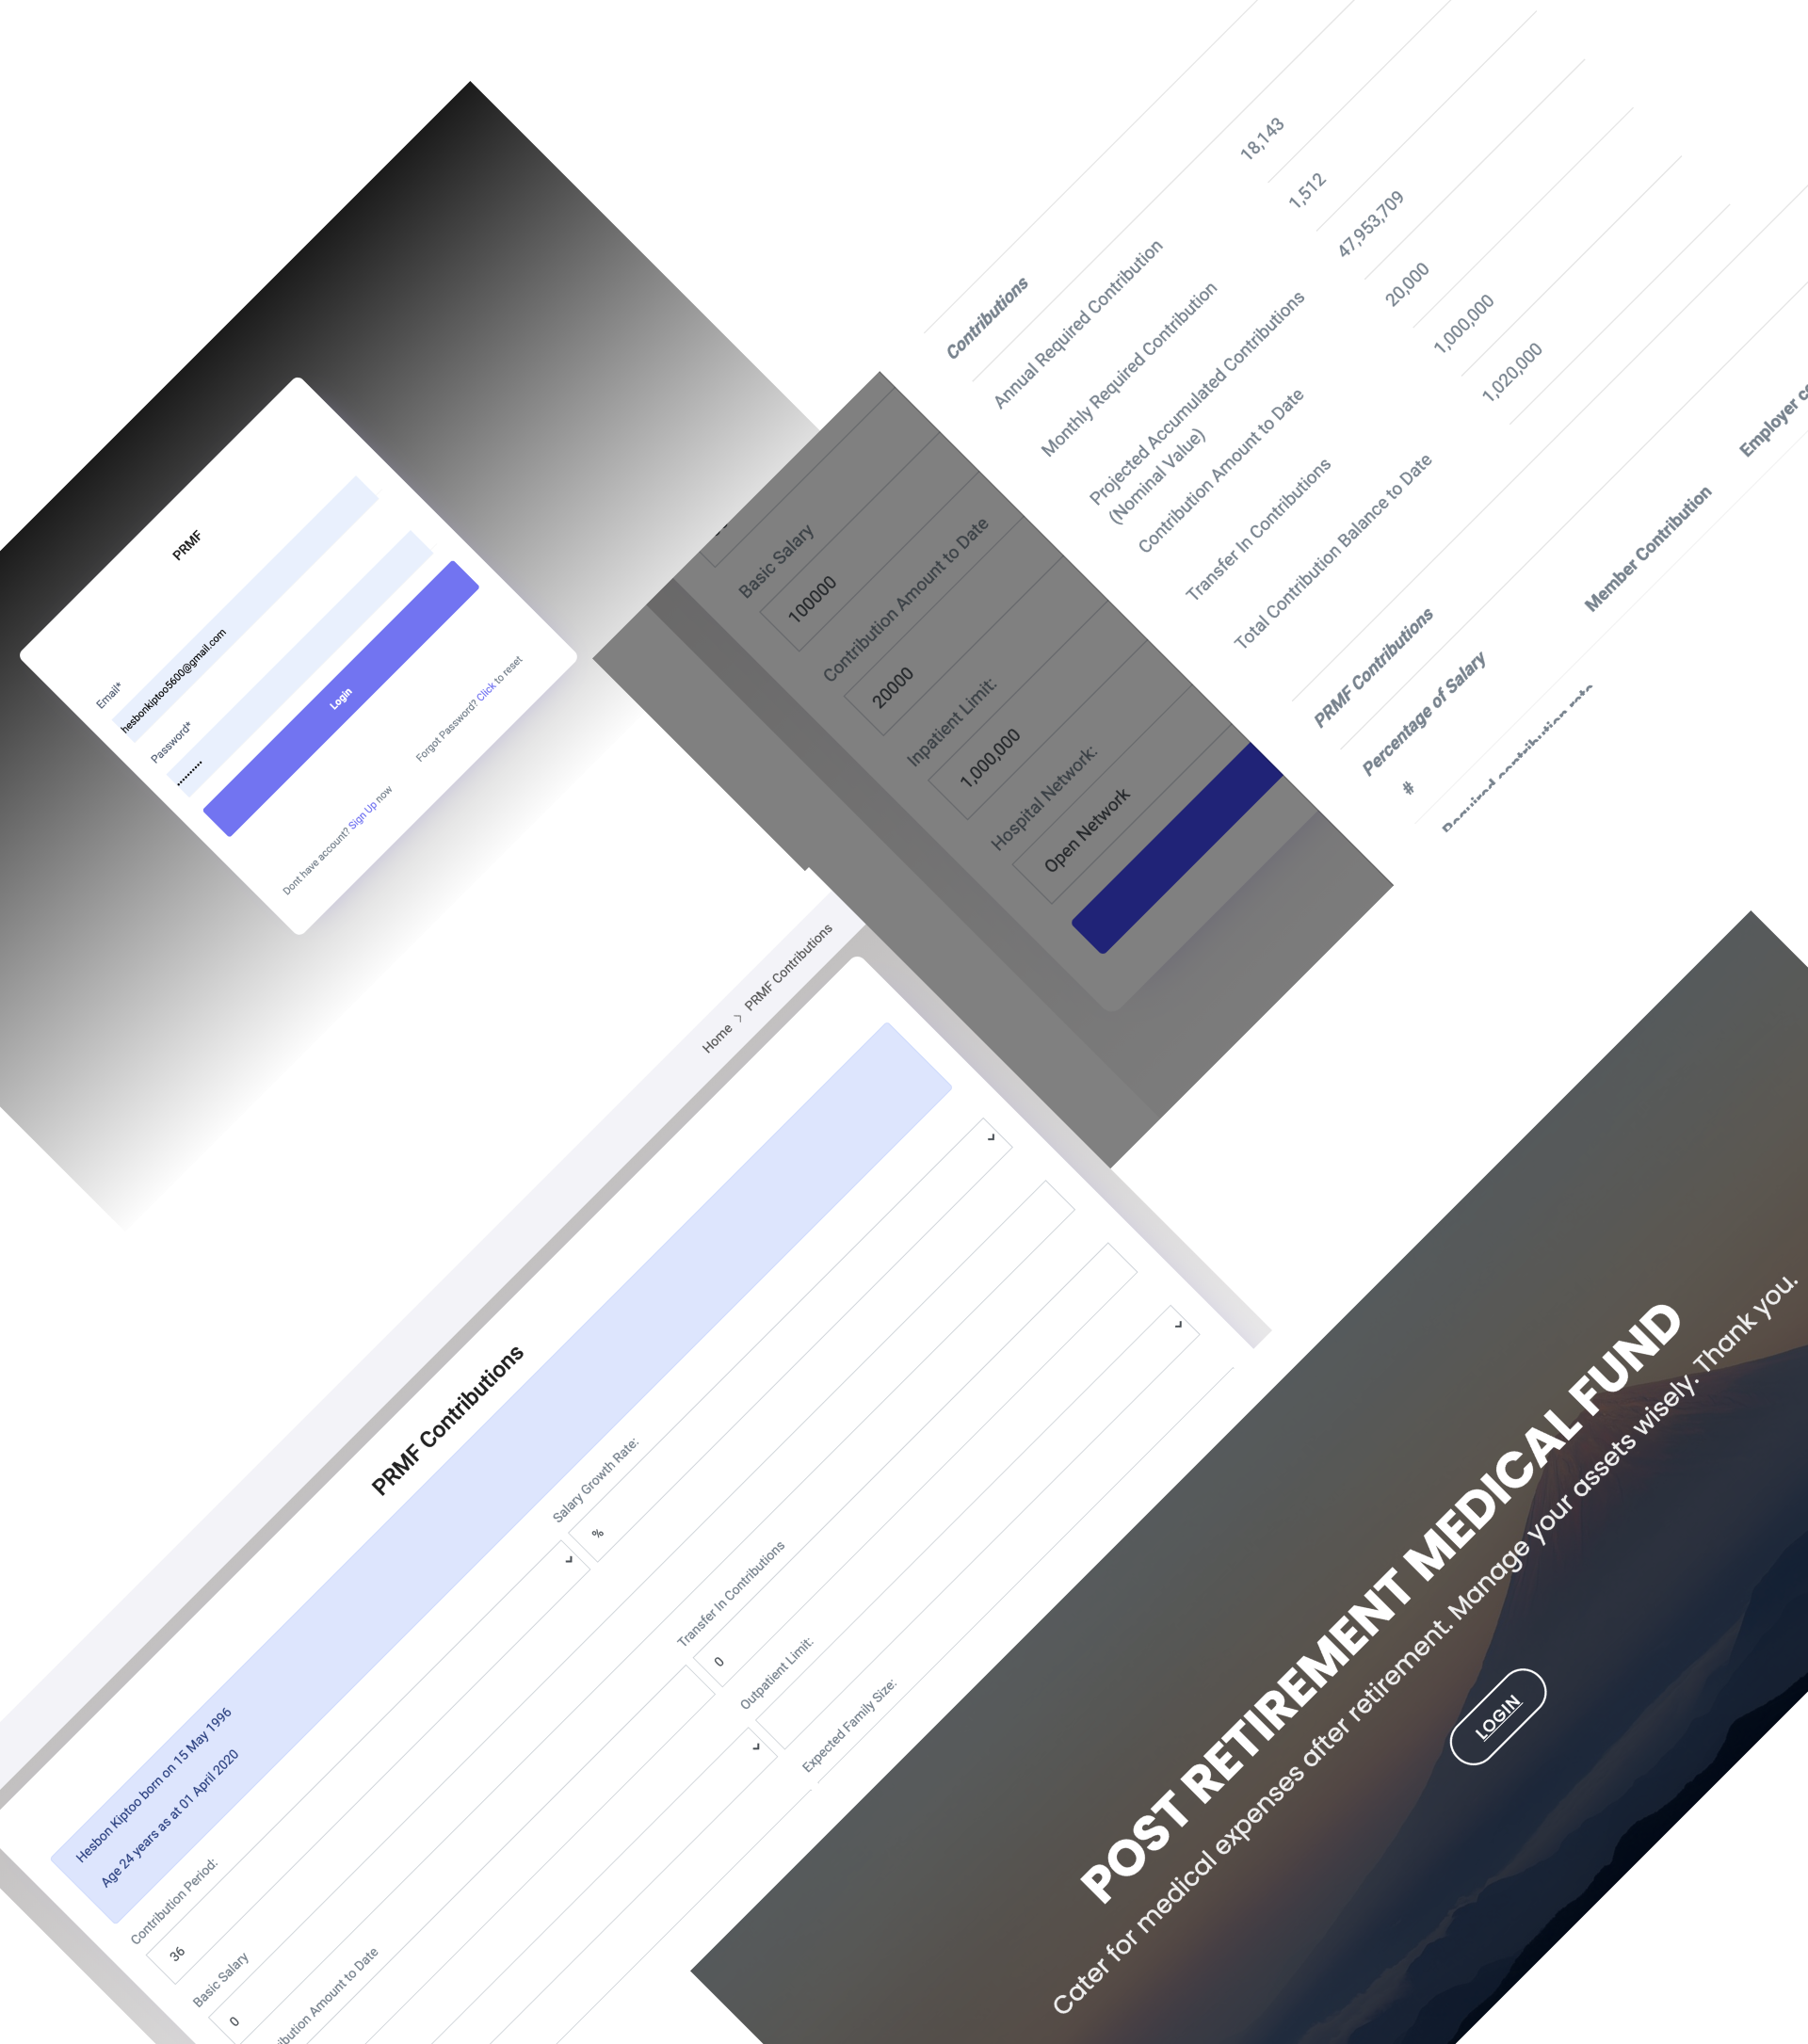 PRMF
Email*
hesbonkiptoo5600@gmail.com
Password*
Login
Forgot Password? Click to reset
Dont have account? Sign Up now
Basic Salary
100000
Contribution Amount to Date
20000
Inpatient Limit:
1,000,000
Hospital Network:
Open Network
Contributions
Annual Required Contribution 18,143
Monthly Required Contribution 1,512
Projected Accumulated Contributions 47,953,709
(Nominal Value)
Contribution Amount to Date 20,000
Transfer In Contributions 1,000,000
Total Contribution Balance to Date 1,020,000
PRMF Contributions
Percentage of Salary
# Member Contribution Employer
Required contribution rate
Home > PRMF Contributions
PRMF Contributions
Hesbon Kiptoo born on 15 May 1996
Age 24 years as at 01 April 2020
Contribution Period:
36
Salary Growth Rate:
%
Basic Salary
0
Amount to Date
Transfer In Contributions
0
Outpatient Limit:
Expected Family Size:
POST RETIREMENT MEDICAL FUND
Cater for medical expenses after retirement. Manage your assets wisely. Thank you.
LOGIN